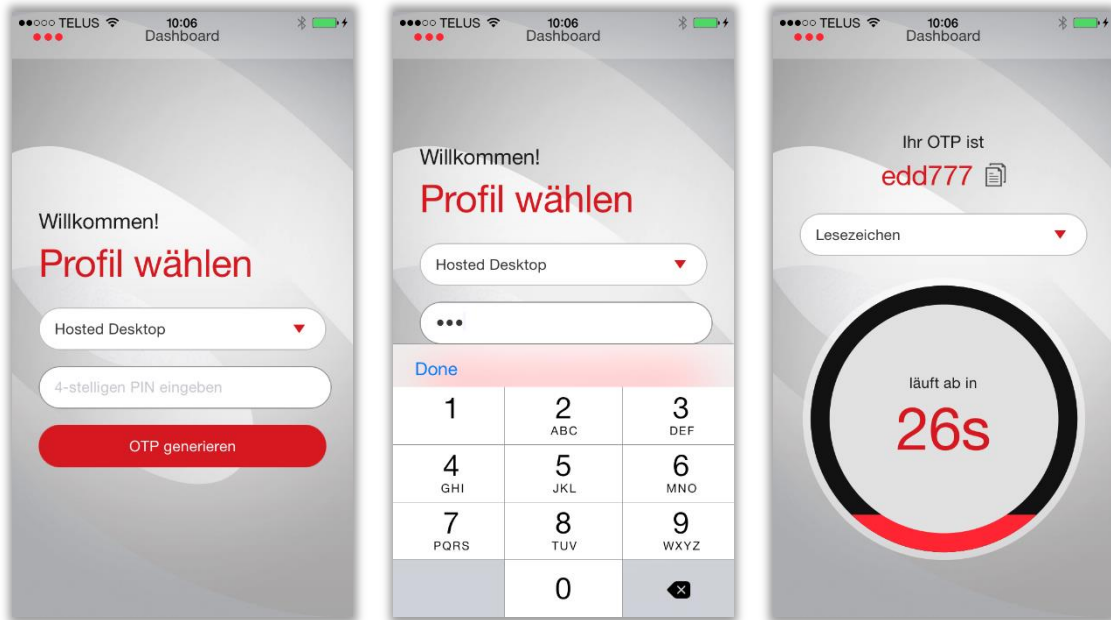 TELUS 10:06
Dashboard
Willkommen!
Profil wählen
Hosted Desktop
4-stelligen PIN eingeben
OTP generieren
TELUS 10:06
Dashboard
Willkommen!
Profil wählen
Hosted Desktop
•••
Done
1 2 3
ABC DEF
4 5 6
GHI JKL MNO
7 8 9
PQRS TUV WXYZ
0
TELUS 10:06
Dashboard
Ihr OTP ist
edd777
Lesezeichen
läuft ab in
26s